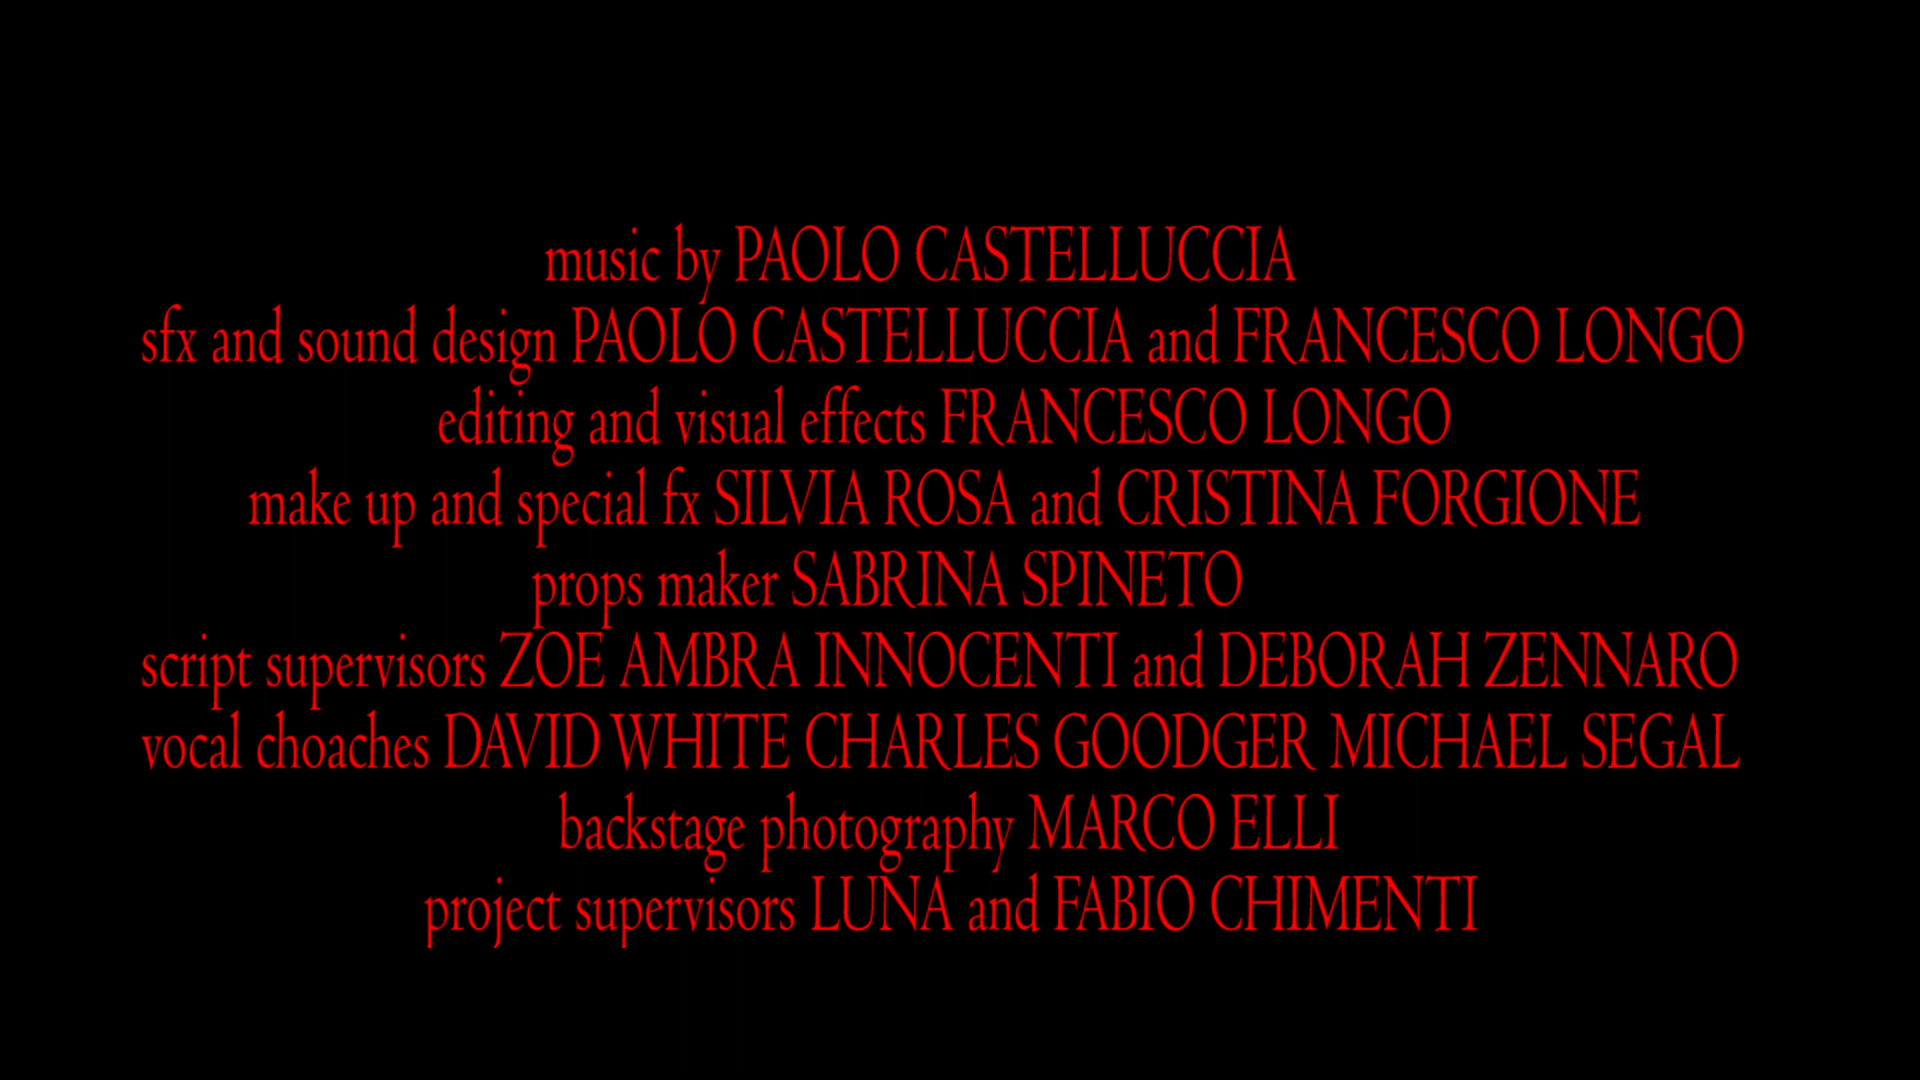 music by PAOLO CASTELLUCCIA
sfx and sound design PAOLO CASTELLUCCIA and FRANCESCO LONGO
editing and visual effects FRANCESCO LONGO
make up and special fx SILVIA ROSA and CRISTINA FORGIONE
props maker SABRINA SPINETO
script supervisors ZOE AMBRA INNOCENTI and DEBORAH ZENNARO
vocal choaches DAVID WHITE CHARLES GOODGER MICHAEL SEGAL
backstage photography MARCO ELLI
project supervisors LUNA and FABIO CHIMENTI